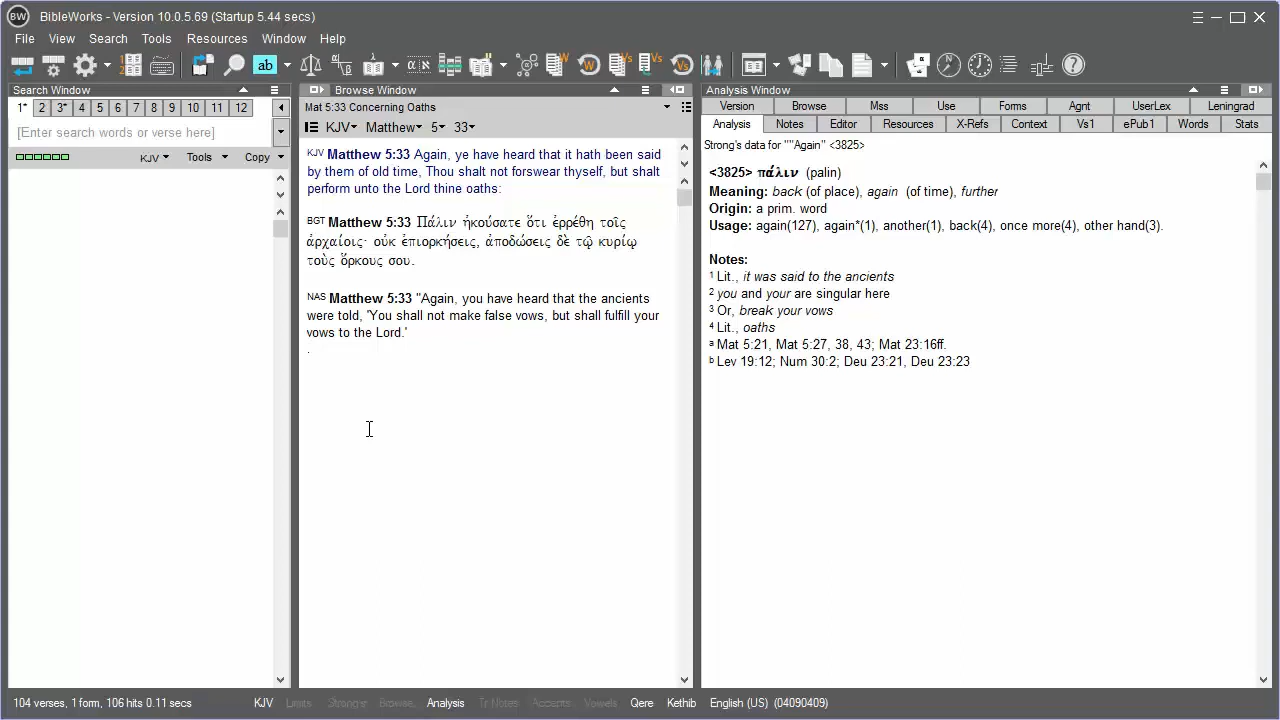 BW BibleWorks - Version 10.0.5.69 (Startup 5.44 secs)
File View Search Tools Resources Window Help
Search Window
1* 2 3* 4 5 6 7 8 9 10 11 12
[Enter search words or verse here]
KJV Tools Copy
Browse Window
Mat 5:33 Concerning Oaths
KJV Matthew 5 33
KJV Matthew 5:33 Again, ye have heard that it hath been said
by them of old time, Thou shalt not forswear thyself, but shalt
perform unto the Lord thine oaths:
BGT Matthew 5:33 Πάλιν ἠκούσατε ὅτι ἐρρέθη τοῖς
ἀρχαίοις· οὐκ ἐπιορκήσεις, ἀποδώσεις δὲ τῷ κυρίῳ
τοὺς ὅρκους σου.
NAS Matthew 5:33 "Again, you have heard that the ancients
were told, 'You shall not make false vows, but shall fulfill your
vows to the Lord.'
.
Analysis Window
Version Browse Mss Use Forms Agnt UserLex Leningrad
Analysis Notes Editor Resources X-Refs Context Vs1 ePub1 Words Stats
Strong's data for ""Again" <3825>
<3825> πάλιν (palin)
Meaning: back (of place), again (of time), further
Origin: a prim. word
Usage: again(127), again*(1), another(1), back(4), once more(4), other hand(3).
Notes:
1 Lit., it was said to the ancients
2 you and your are singular here
3 Or, break your vows
4 Lit., oaths
a Mat 5:21, Mat 5:27, 38, 43; Mat 23:16ff.
b Lev 19:12; Num 30:2; Deu 23:21, Deu 23:23
104 verses, 1 form, 106 hits 0.11 secs KJV Limits Strongs Browse Analysis Tr Notes Accents Vowels Qere Kethib English (US) (04090409)